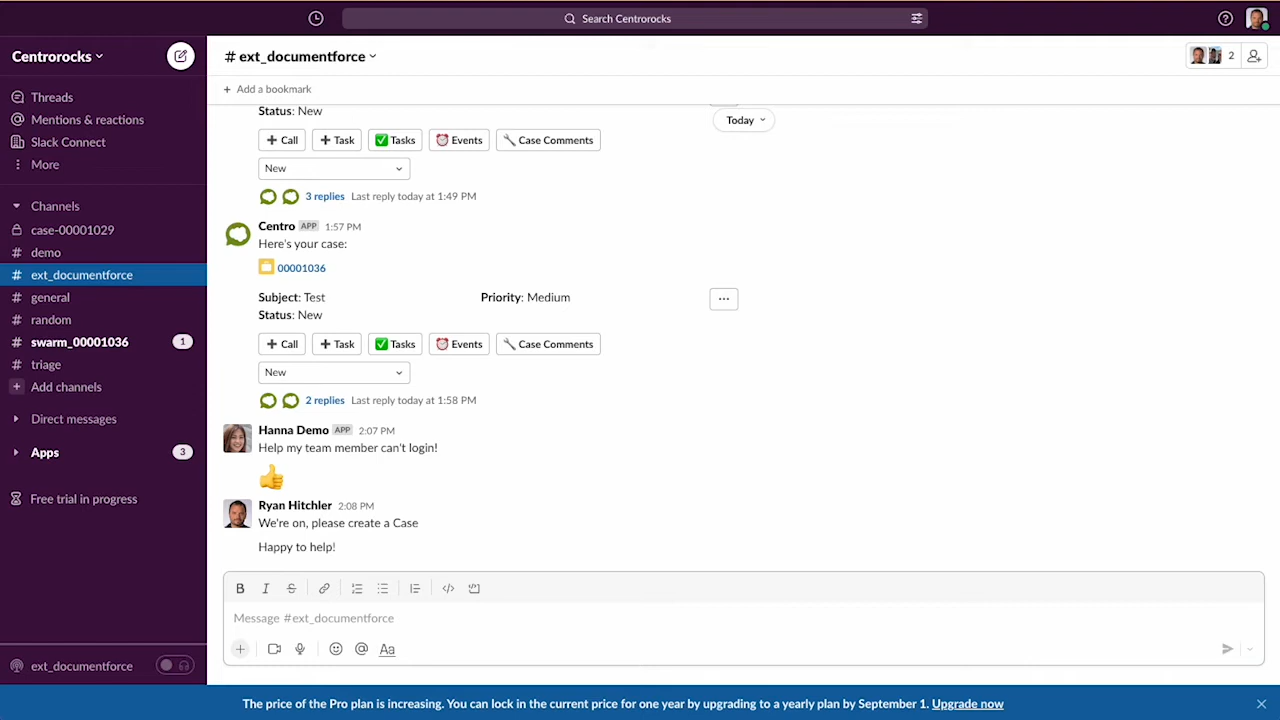 Search Centrorocks
Centrorocks
# ext_documentforce
2
+ Add a bookmark
Threads
Mentions & reactions
Slack Connect
More
Channels
case-00001029
# demo
# ext_documentforce
# general
# random
# swarm_00001036 1
# triage
+ Add channels
Direct messages
Apps 3
Free trial in progress
ext_documentforce
Today
Status: New
+ Call + Task Tasks Events Case Comments
New
3 replies Last reply today at 1:49 PM
Centro APP 1:57 PM
Here's your case:
00001036
Subject: Test Priority: Medium ...
Status: New
+ Call + Task Tasks Events Case Comments
New
2 replies Last reply today at 1:58 PM
Hanna Demo APP 2:07 PM
Help my team member can't login!
Ryan Hitchler 2:08 PM
We're on, please create a Case
Happy to help!
B I S
Message #ext_documentforce
+ @ Aa
The price of the Pro plan is increasing. You can lock in the current price for one year by upgrading to a yearly plan by September 1. Upgrade now